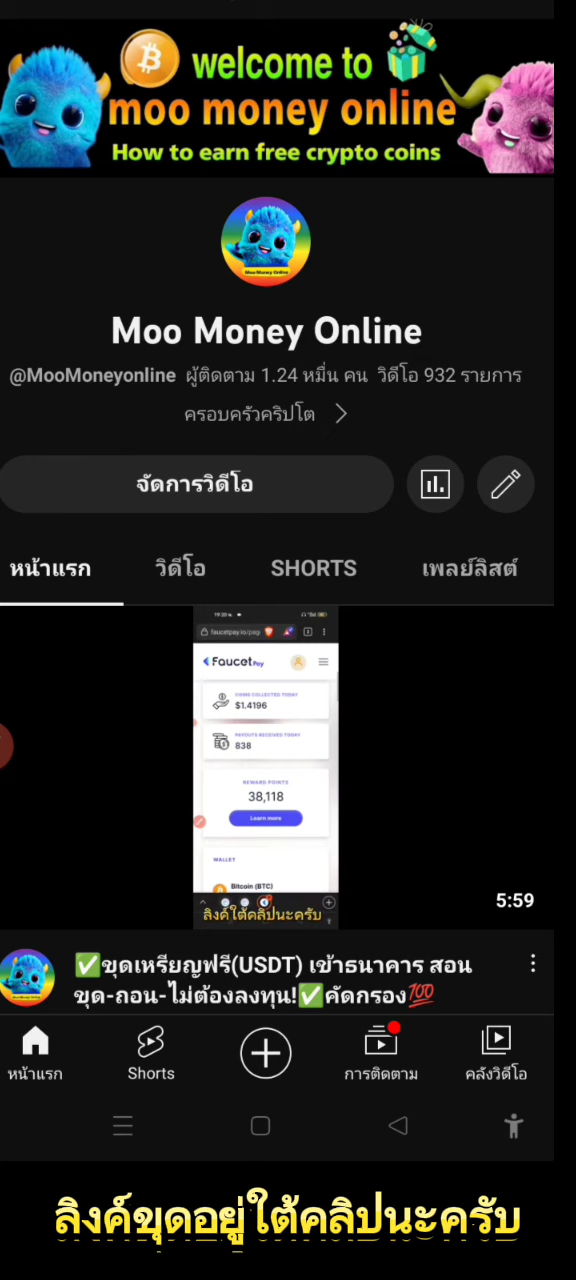 welcome to
moo money online
How to earn free crypto coins
Moo Money Online
Moo Money Online
@MooMoneyonline ผู้ติดตาม 1.24 หมื่น คน วิดีโอ 932 รายการ
ครอบครัวคริปโต
จัดการวิดีโอ
หน้าแรก วิดีโอ SHORTS เพลย์ลิสต์
faucetpay.io/pag
FaucetPay
COINS COLLECTED TODAY
$1.4196
PAYOUTS RECEIVED TODAY
838
REWARD POINTS
38,118
Learn more
WALLET
Bitcoin (BTC)
ลิงค์ใต้คลิปนะครับ
5:59
✅ขุดเหรียญฟรี(USDT) เข้าธนาคาร สอน
ขุด-ถอน-ไม่ต้องลงทุน!✅คัดกรอง💯
หน้าแรก Shorts การติดตาม คลังวิดีโอ
ลิงค์ขุดอยู่ใต้คลิปนะครับ